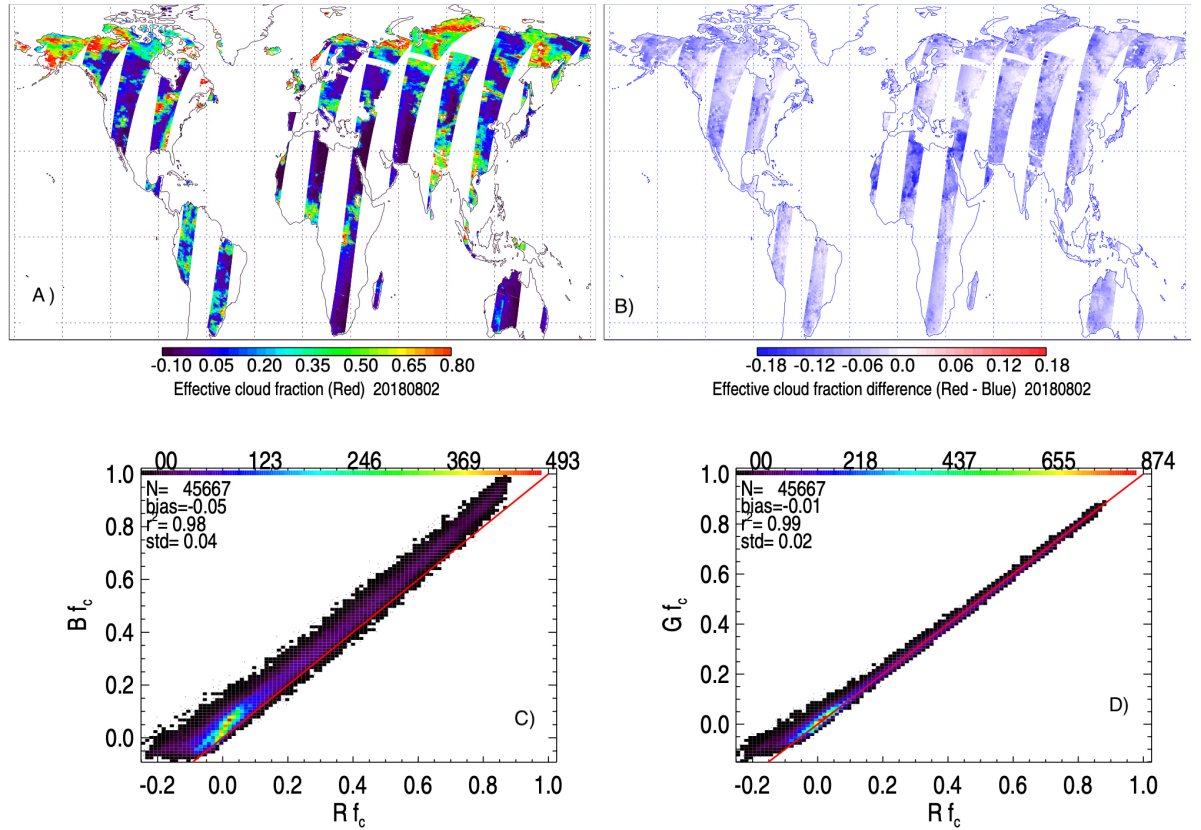 A)
B)
-0.10 0.05 0.20 0.35 0.50 0.65 0.80
Effective cloud fraction (Red) 20180802
-0.18 -0.12 -0.06 0.0 0.06 0.12 0.18
Effective cloud fraction difference (Red - Blue) 20180802
00 123 246 369 493
1.0
N= 45667
bias=-0.05
r² = 0.98
std= 0.04
0.8
0.6
0.4
0.2
0.0
B f_c
C)
-0.2 0.0 0.2 0.4 0.6 0.8 1.0
R f_c
00 218 437 655 874
1.0
N= 45667
bias=-0.01
r² = 0.99
std= 0.02
0.8
0.6
0.4
0.2
0.0
G f_c
D)
-0.2 0.0 0.2 0.4 0.6 0.8 1.0
R f_c